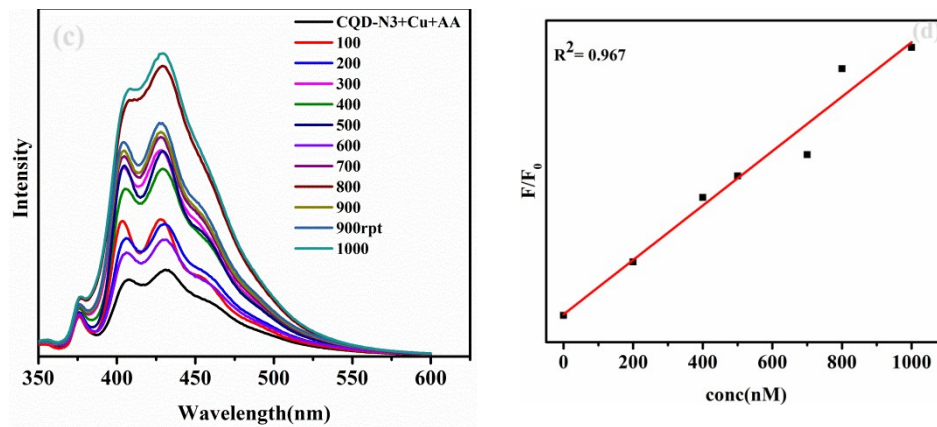 (c)
CQD-N3+Cu+AA
100
200
300
400
500
600
700
800
900
900rpt
1000
Intensity
350 400 450 500 550 600
Wavelength(nm)
(d)
R²= 0.967
F/F₀
0 200 400 600 800 1000
conc(nM)